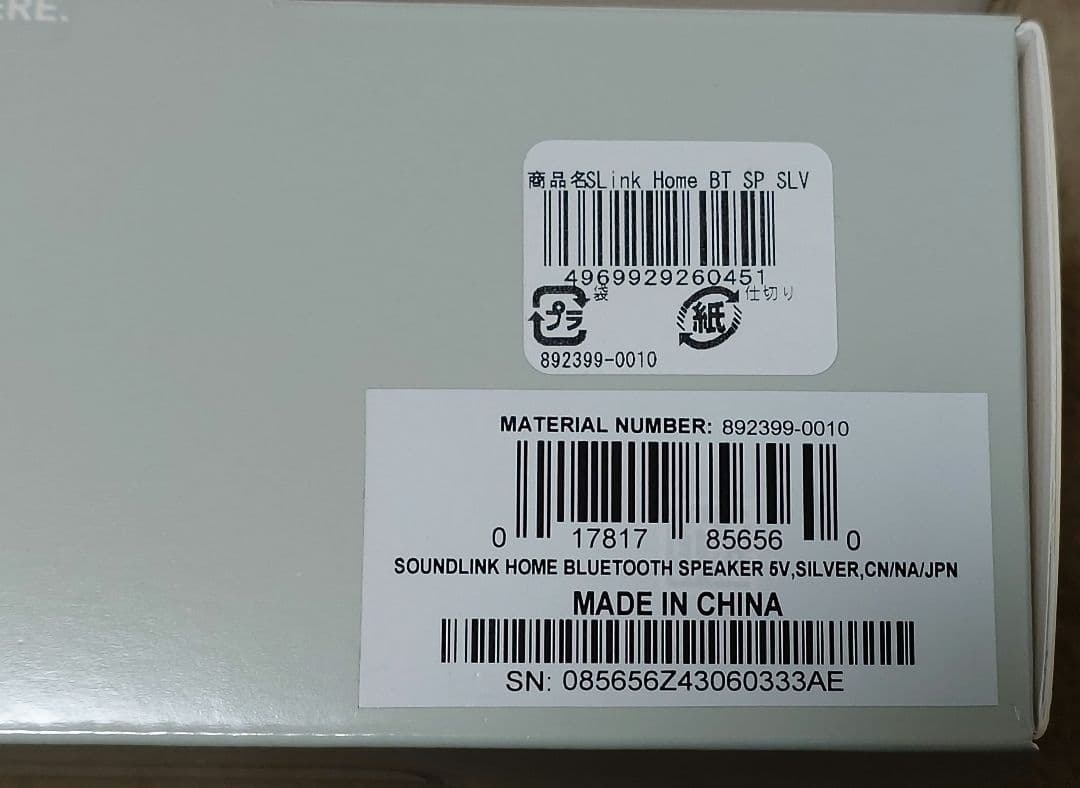 ERE.
商品名SLink Home BT SP SLV
4969929260451
プラ 袋 紙 仕切り
892399-0010
MATERIAL NUMBER: 892399-0010
0 17817 85656 0
SOUNDLINK HOME BLUETOOTH SPEAKER 5V,SILVER,CN/NA/JPN
MADE IN CHINA
SN: 085656Z43060333AE